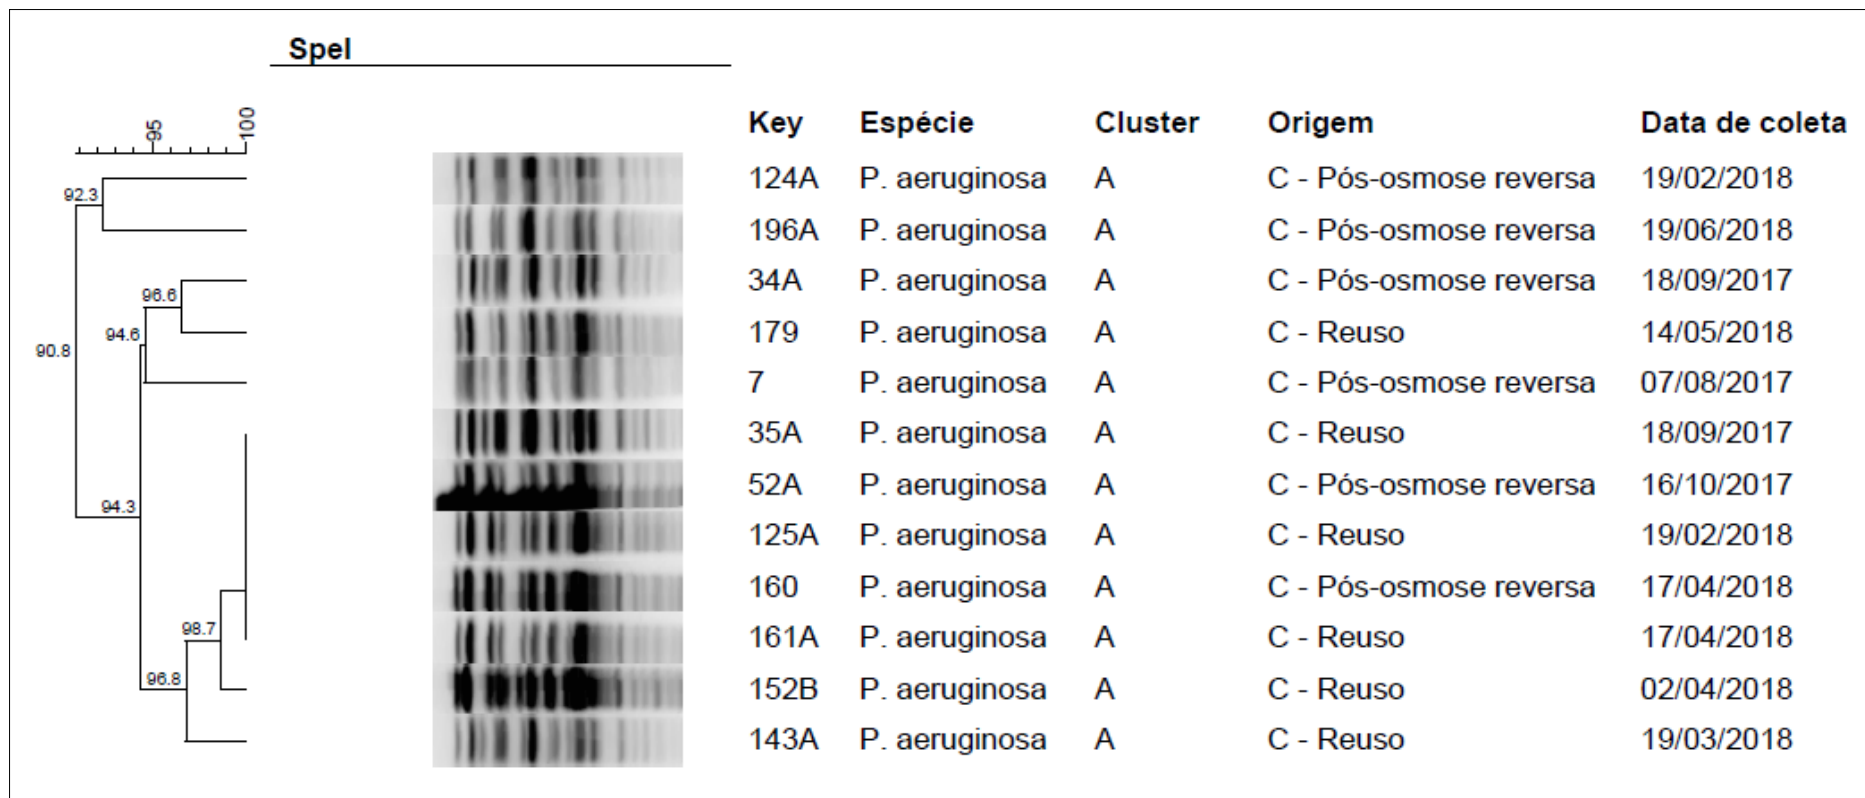 Spel
95 100
Key Espécie Cluster Origem Data de coleta
124A P. aeruginosa A C - Pós-osmose reversa 19/02/2018
92.3
196A P. aeruginosa A C - Pós-osmose reversa 19/06/2018
34A P. aeruginosa A C - Pós-osmose reversa 18/09/2017
96.6
94.6 179 P. aeruginosa A C - Reuso 14/05/2018
90.8
7 P. aeruginosa A C - Pós-osmose reversa 07/08/2017
35A P. aeruginosa A C - Reuso 18/09/2017
52A P. aeruginosa A C - Pós-osmose reversa 16/10/2017
94.3
125A P. aeruginosa A C - Reuso 19/02/2018
160 P. aeruginosa A C - Pós-osmose reversa 17/04/2018
98.7
161A P. aeruginosa A C - Reuso 17/04/2018
96.8
152B P. aeruginosa A C - Reuso 02/04/2018
143A P. aeruginosa A C - Reuso 19/03/2018